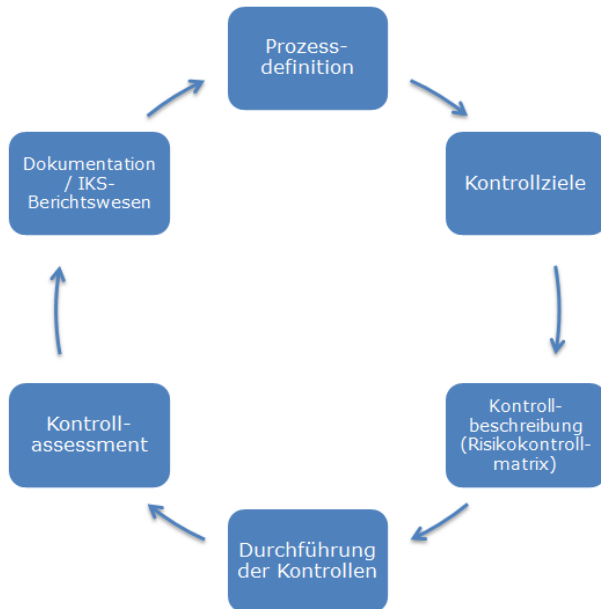 Prozess-
definition
Kontrollziele
Kontroll-
beschreibung
(Risikokontroll-
matrix)
Durchführung
der Kontrollen
Kontroll-
assessment
Dokumentation
/ IKS-
Berichtswesen